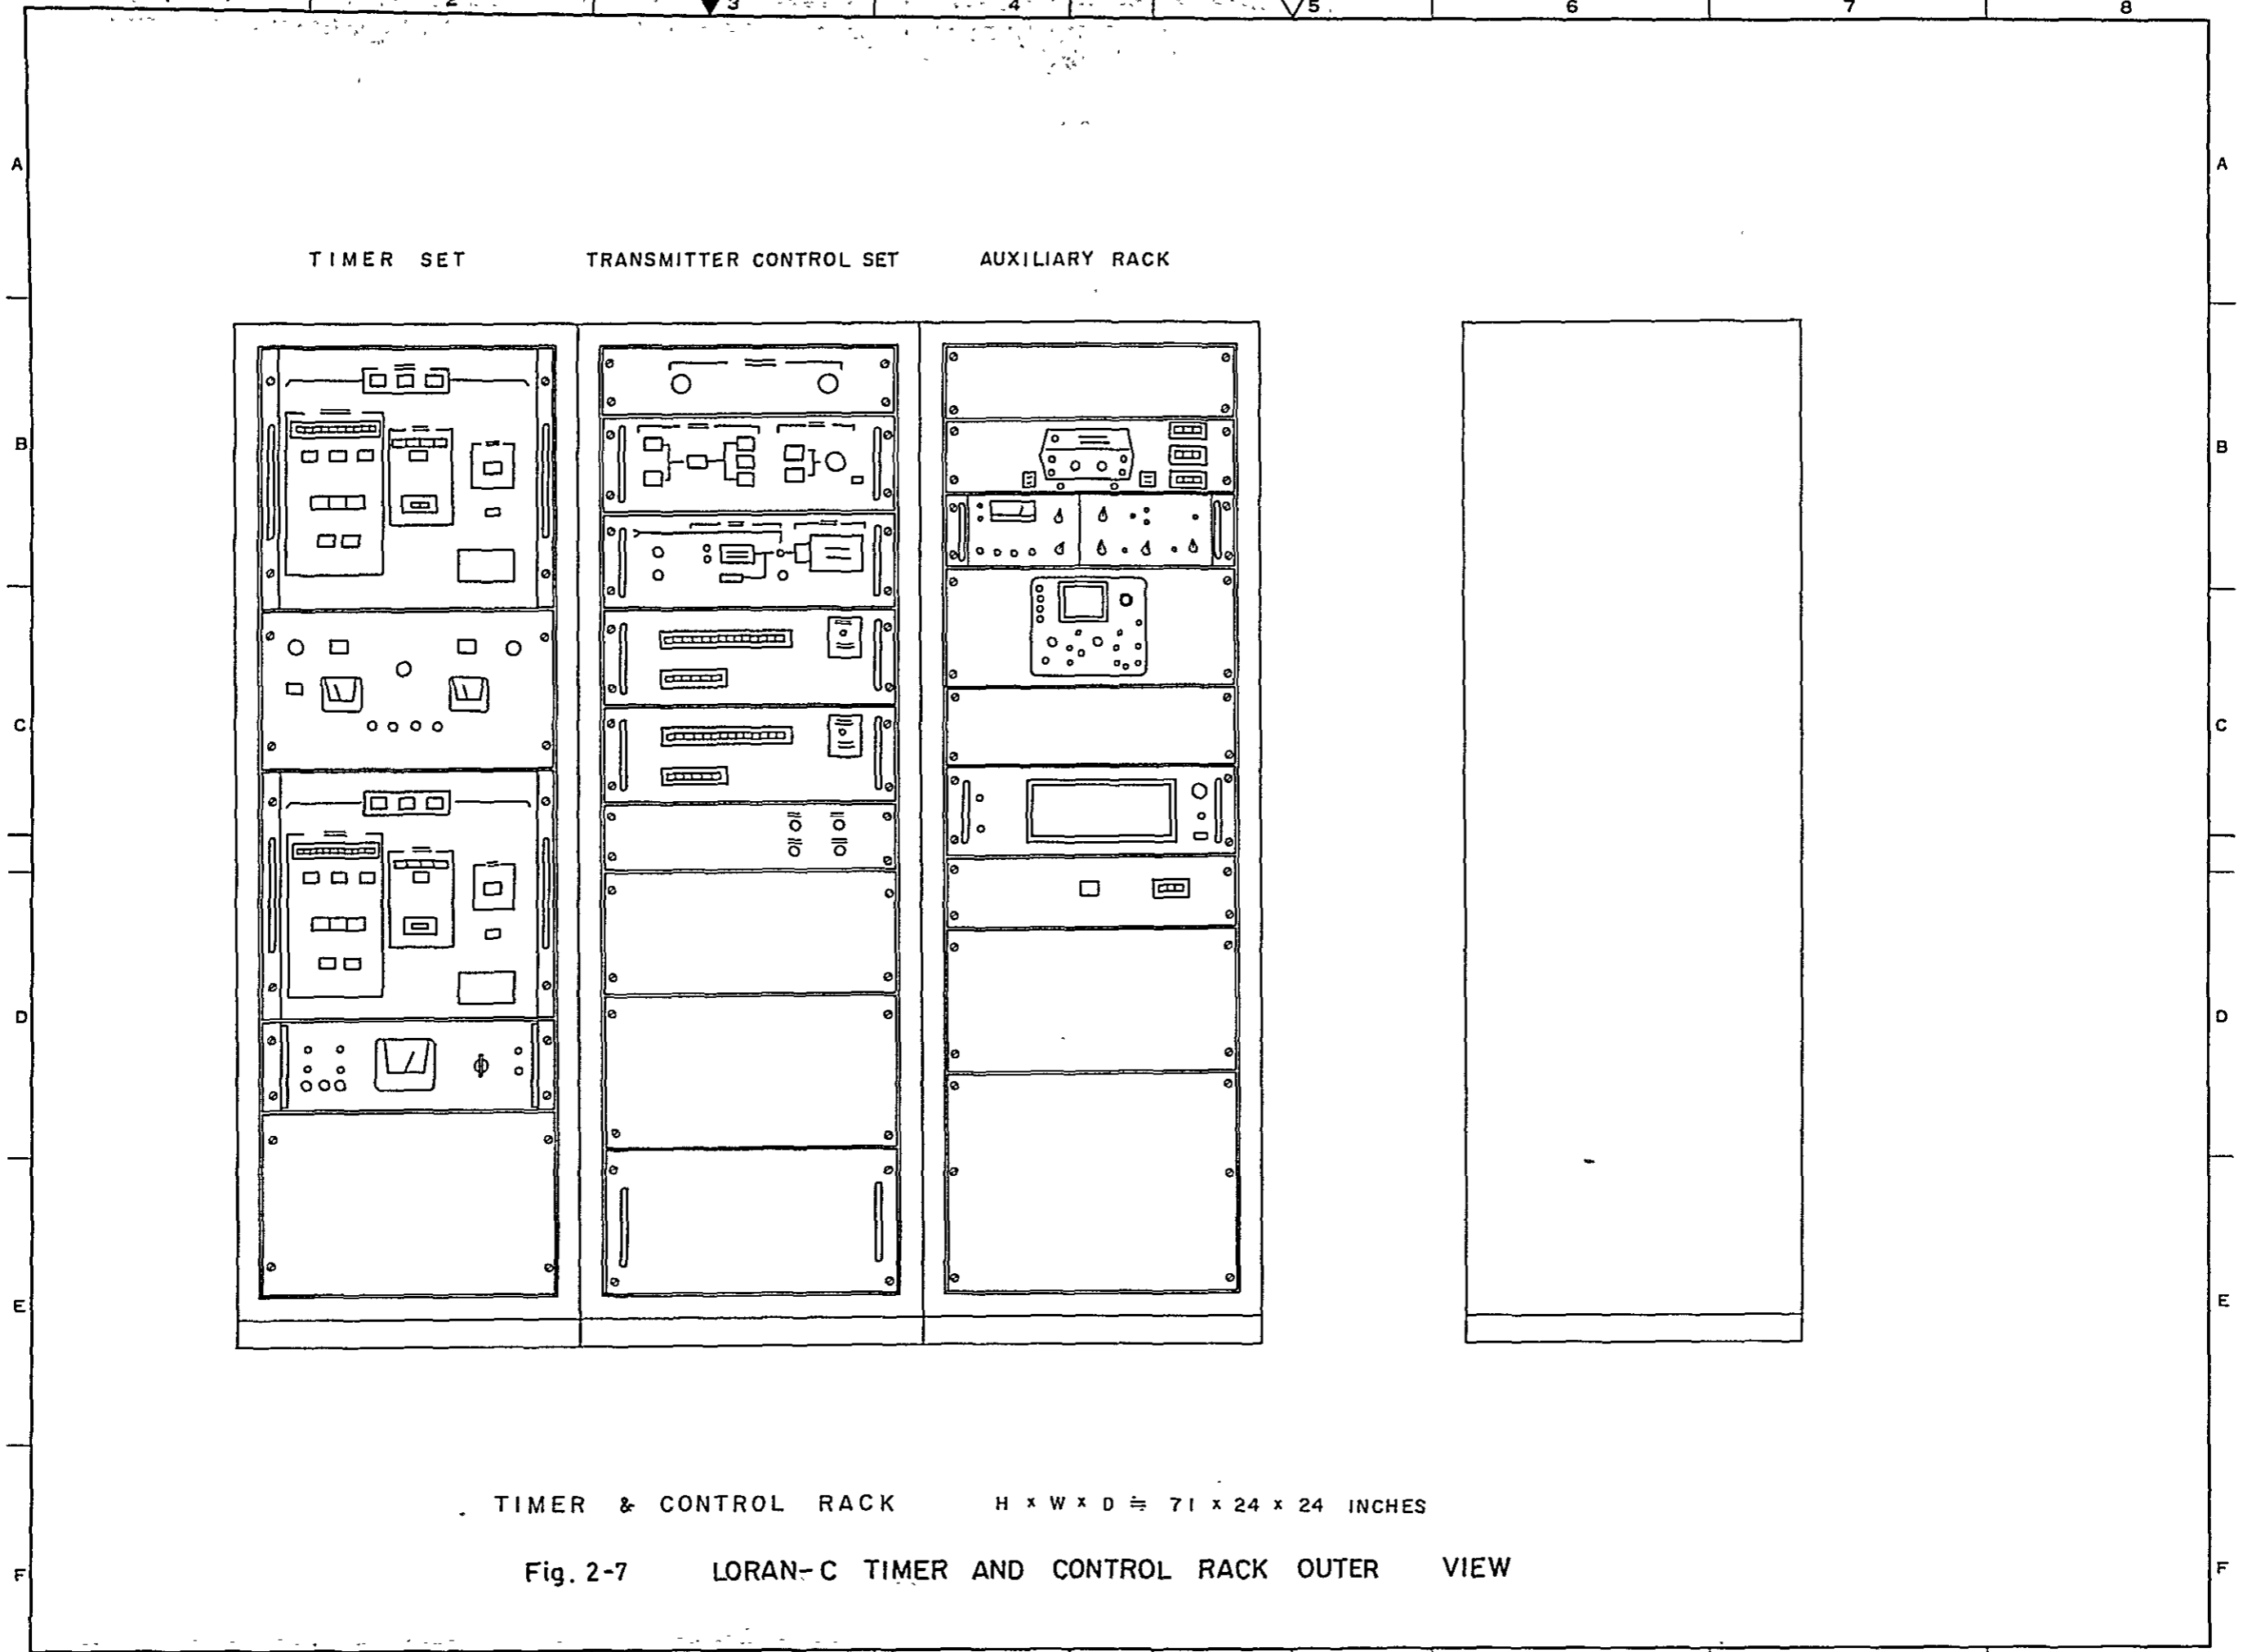 2 3 4 5 6 7 8
A A
TIMER SET TRANSMITTER CONTROL SET AUXILIARY RACK
B B
C C
D D
E E
TIMER & CONTROL RACK H x W x D ≒ 71 x 24 x 24 INCHES
Fig. 2-7 LORAN-C TIMER AND CONTROL RACK OUTER VIEW
F F